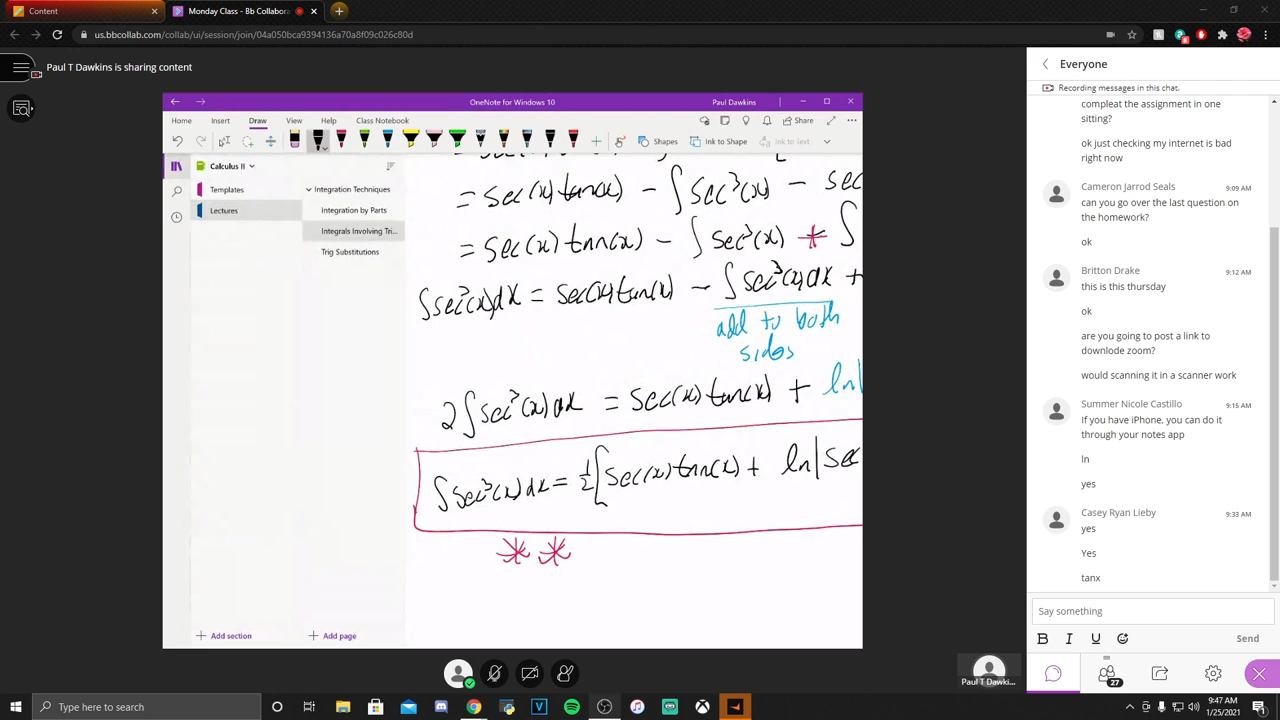 Content
Monday Class - Bb Collabora
us.bbcollab.com/collab/ui/session/join/04a050bca9394136a70a8f09c026c80d
Paul T Dawkins is sharing content
OneNote for Windows 10
Paul Dawkins
Home Insert Draw View Help Class Notebook
Share
Shapes
Ink to Shape
Ink to Text
Calculus II
Templates
Lectures
Integration Techniques
Integration by Parts
Integrals Involving Tri...
Trig Substitutions
= sec(x) tan(x) - ∫ sec³(x) - sec
= sec(x) tan(x) - ∫ sec³(x) + ∫
∫sec³(x)dx = sec(x)tan(x) - ∫sec³(x)dx +
add to both
sides
2∫sec³(x)dx = sec(x)tan(x) + ln|
∫sec³(x)dx = ½[sec(x)tan(x) + ln|sec
**
Add section
Add page
Everyone
Recording messages in this chat.
compleat the assignment in one
sitting?
ok just checking my internet is bad
right now
Cameron Jarrod Seals 9:09 AM
can you go over the last question on
the homework?
ok
Britton Drake 9:12 AM
this is this thursday
ok
are you going to post a link to
downlode zoom?
would scanning it in a scanner work
Summer Nicole Castillo 9:15 AM
If you have iPhone, you can do it
through your notes app
ln
yes
Casey Ryan Lieby 9:33 AM
yes
Yes
tanx
Say something
B I U
Send
27
Paul T Dawki...
Type here to search
9:47 AM
1/25/2021